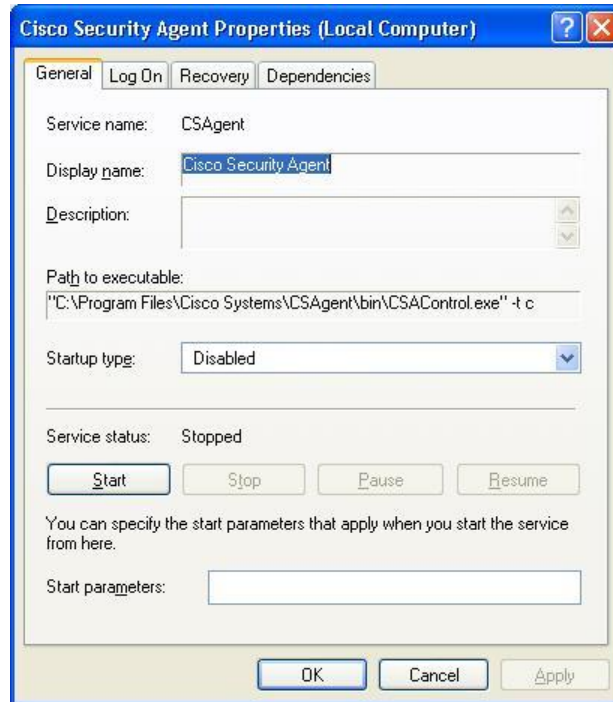 Cisco Security Agent Properties (Local Computer)
General Log On Recovery Dependencies
Service name: CSAgent
Display name: Cisco Security Agent
Description:
Path to executable:
"C:\Program Files\Cisco Systems\CSAgent\bin\CSAControl.exe" -t c
Startup type: Disabled
Service status: Stopped
Start Stop Pause Resume
You can specify the start parameters that apply when you start the service
from here.
Start parameters:
OK Cancel Apply